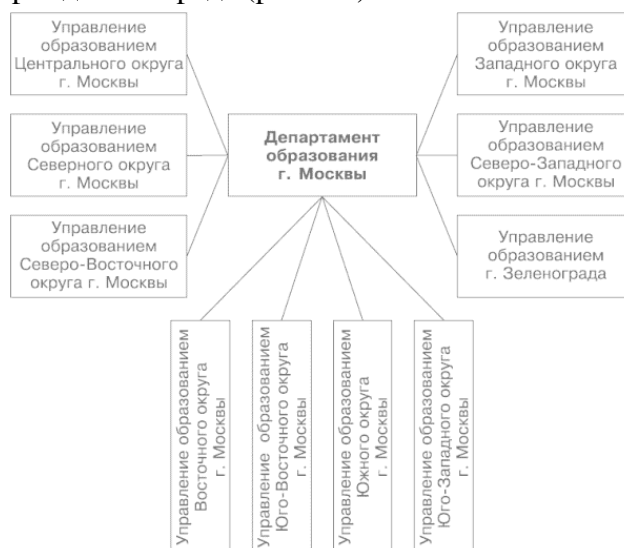 Управление
образованием
Центрального округа
г. Москвы
Управление
образованием
Западного округа
г. Москвы
Управление
образованием
Северного округа
г. Москвы
Департамент
образования
г. Москвы
Управление
образованием
Северо-Западного
округа г. Москвы
Управление
образованием
Северо-Восточного
округа г. Москвы
Управление
образованием
г. Зеленограда
Управление образованием
Восточного округа
г. Москвы
Управление образованием
Юго-Восточного округа
г. Москвы
Управление образованием
Южного округа
г. Москвы
Управление образованием
Юго-Западного округа
г. Москвы